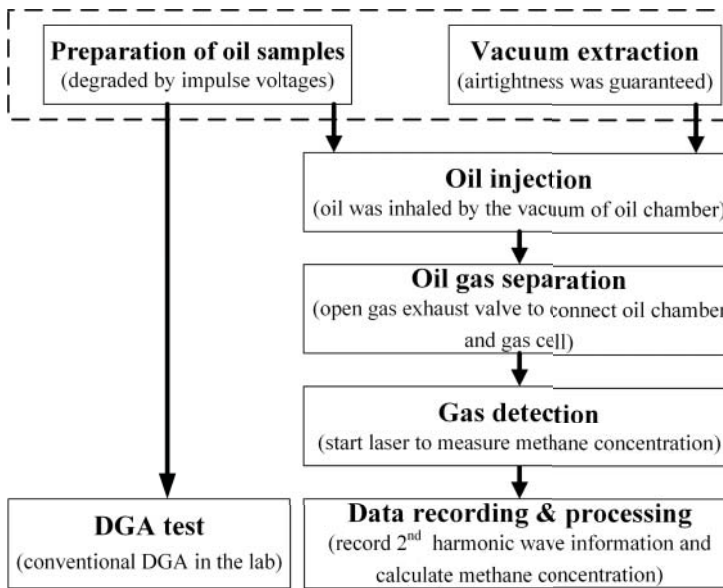 Preparation of oil samples
(degraded by impulse voltages)
Vacuum extraction
(airtightness was guaranteed)
Oil injection
(oil was inhaled by the vacuum of oil chamber)
Oil gas separation
(open gas exhaust valve to connect oil chamber
and gas cell)
Gas detection
(start laser to measure methane concentration)
DGA test
(conventional DGA in the lab)
Data recording & processing
(record 2nd harmonic wave information and
calculate methane concentration)